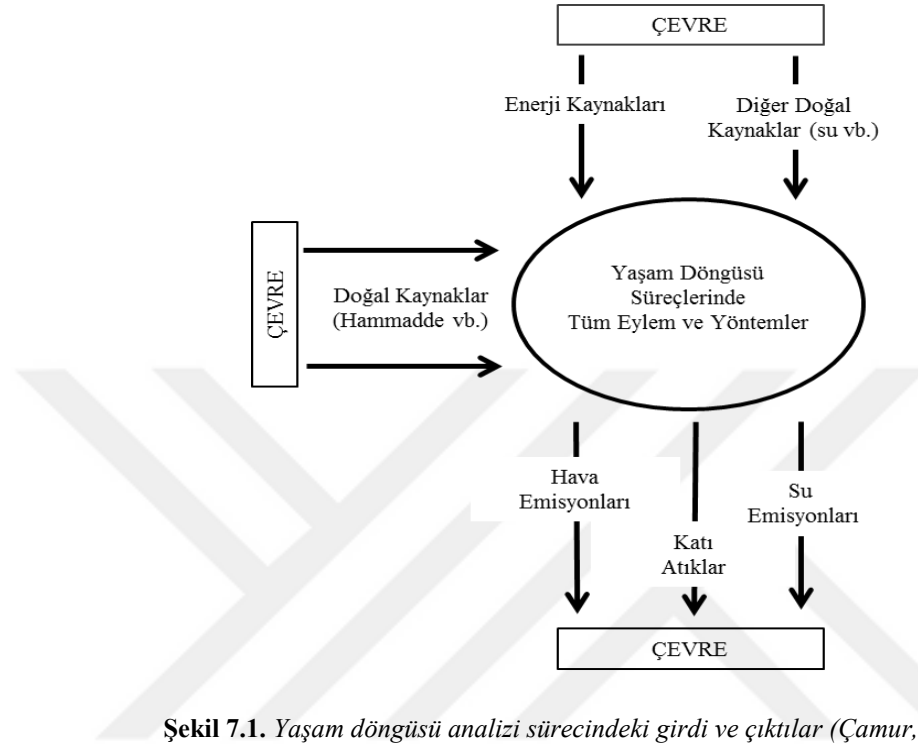 ÇEVRE
Enerji Kaynakları
Diğer Doğal
Kaynaklar (su vb.)
ÇEVRE
Doğal Kaynaklar
(Hammadde vb.)
Yaşam Döngüsü
Süreçlerinde
Tüm Eylem ve Yöntemler
Hava
Emisyonları
Katı
Atıklar
Su
Emisyonları
ÇEVRE
Şekil 7.1. Yaşam döngüsü analizi sürecindeki girdi ve çıktılar (Çamur,